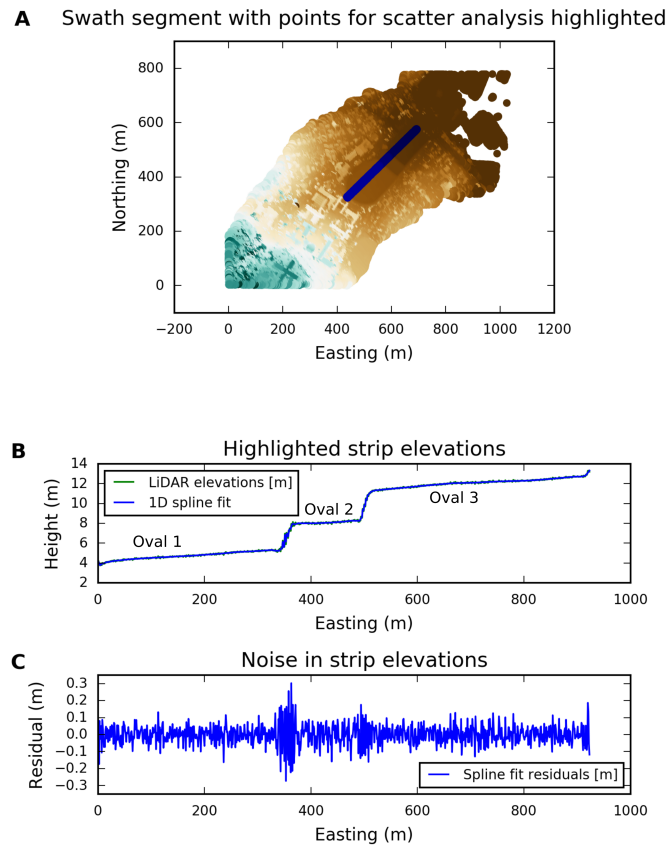 A Swath segment with points for scatter analysis highlighted
800
600
400
200
0
Northing (m)
−200 0 200 400 600 800 1000 1200
Easting (m)
B Highlighted strip elevations
14
12
10
8
6
4
2
Height (m)
LiDAR elevations [m]
1D spline fit
Oval 1
Oval 2
Oval 3
0 200 400 600 800 1000
Easting (m)
C Noise in strip elevations
0.3
0.2
0.1
0.0
−0.1
−0.2
−0.3
Residual (m)
Spline fit residuals [m]
0 200 400 600 800 1000
Easting (m)